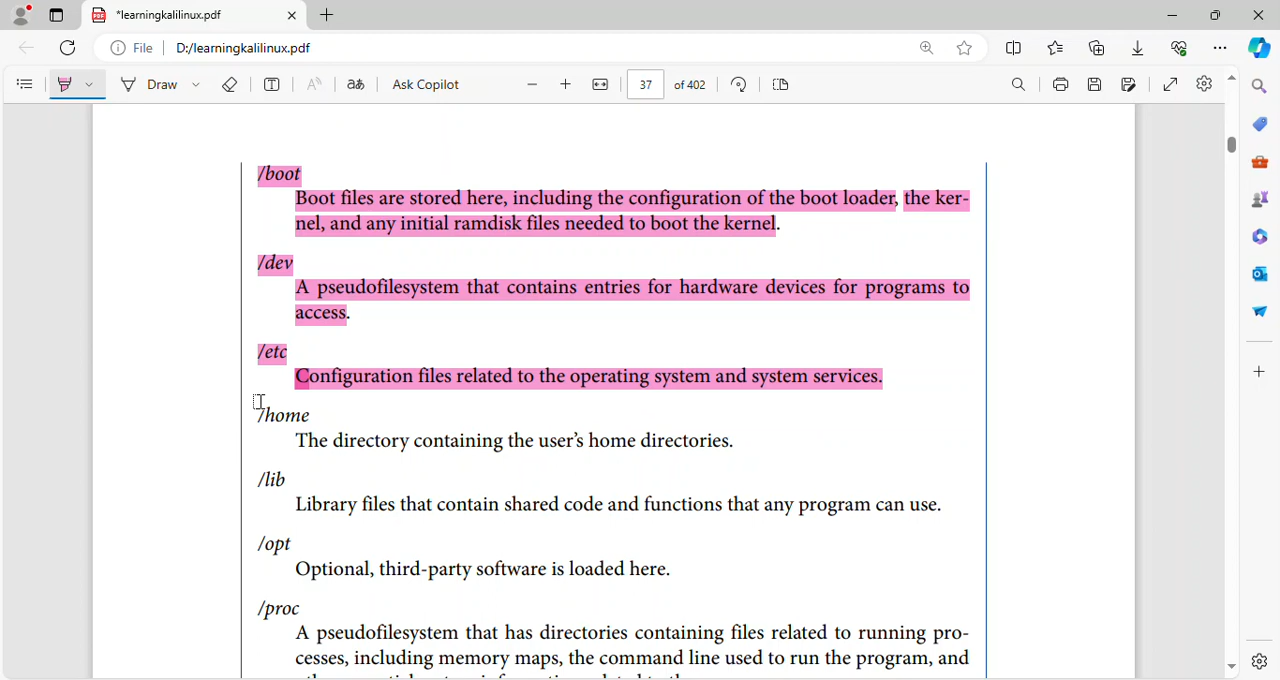 *learningkalilinux.pdf
File D:/learningkalilinux.pdf
Draw Ask Copilot 37 of 402
/boot
Boot files are stored here, including the configuration of the boot loader, the ker-
nel, and any initial ramdisk files needed to boot the kernel.
/dev
A pseudofilesystem that contains entries for hardware devices for programs to
access.
/etc
Configuration files related to the operating system and system services.
/home
The directory containing the user’s home directories.
/lib
Library files that contain shared code and functions that any program can use.
/opt
Optional, third-party software is loaded here.
/proc
A pseudofilesystem that has directories containing files related to running pro-
cesses, including memory maps, the command line used to run the program, and